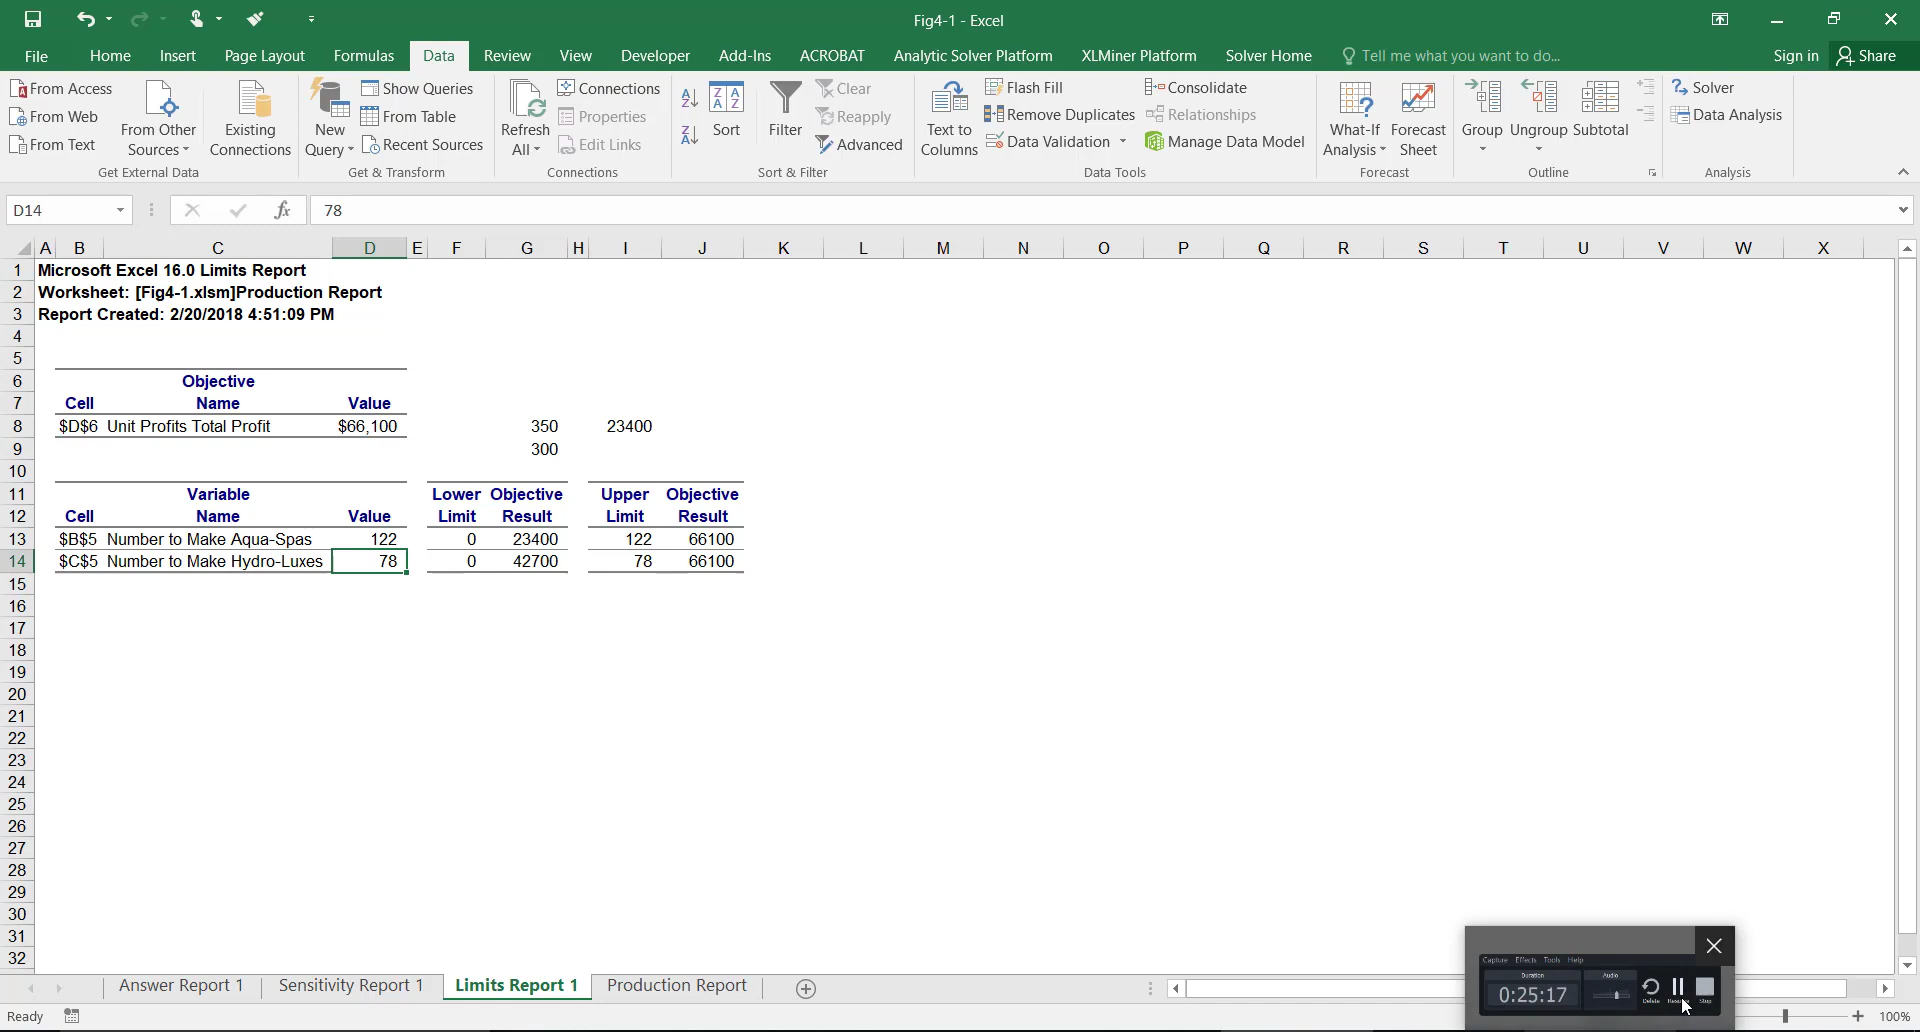 Fig4-1 - Excel
File Home Insert Page Layout Formulas Data Review View Developer Add-Ins ACROBAT Analytic Solver Platform XLMiner Platform Solver Home Tell me what you want to do... Sign in Share
From Access
From Web
From Text
From Other Sources
Existing Connections
Get External Data
New Query
Show Queries
From Table
Recent Sources
Get & Transform
Refresh All
Connections
Properties
Edit Links
Connections
Sort
Filter
Clear
Reapply
Advanced
Sort & Filter
Text to Columns
Flash Fill
Remove Duplicates
Data Validation
Consolidate
Relationships
Manage Data Model
Data Tools
What-If Analysis
Forecast Sheet
Forecast
Group
Ungroup
Subtotal
Outline
Solver
Data Analysis
Analysis
D14 fx 78
A B C D E F G H I J K L M N O P Q R S T U V W X
1 Microsoft Excel 16.0 Limits Report
2 Worksheet: [Fig4-1.xlsm]Production Report
3 Report Created: 2/20/2018 4:51:09 PM
4
5
6 Objective
7 Cell Name Value
8 $D$6 Unit Profits Total Profit $66,100 350 23400
9 300
10
11 Variable Lower Objective Upper Objective
12 Cell Name Value Limit Result Limit Result
13 $B$5 Number to Make Aqua-Spas 122 0 23400 122 66100
14 $C$5 Number to Make Hydro-Luxes 78 0 42700 78 66100
15
16
17
18
19
20
21
22
23
24
25
26
27
28
29
30
31
32
Capture Effects Tools Help
Duration Audio
0:25:17
Delete Stop
Answer Report 1 Sensitivity Report 1 Limits Report 1 Production Report
Ready 100%